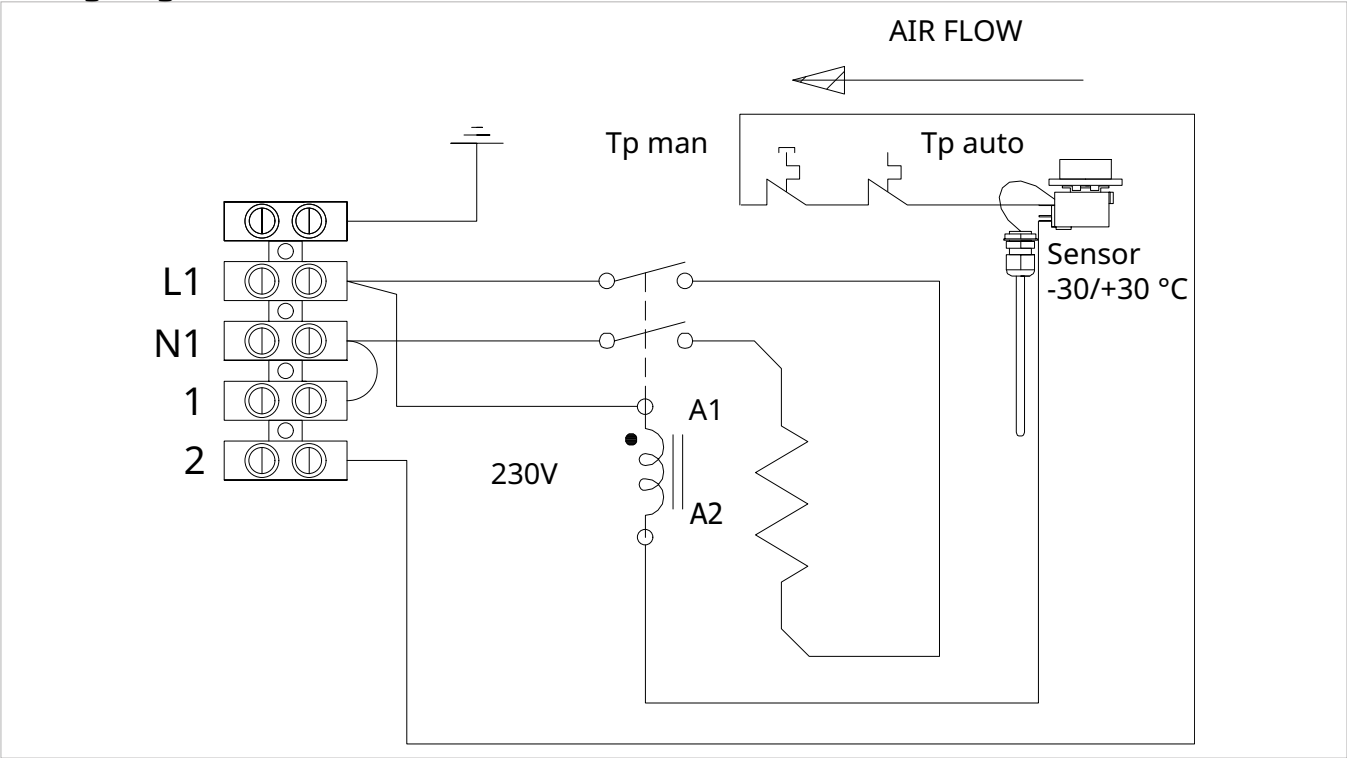 AIR FLOW
Tp man
Tp auto
Sensor
-30/+30 °C
L1
N1
1
2
A1
230V
A2